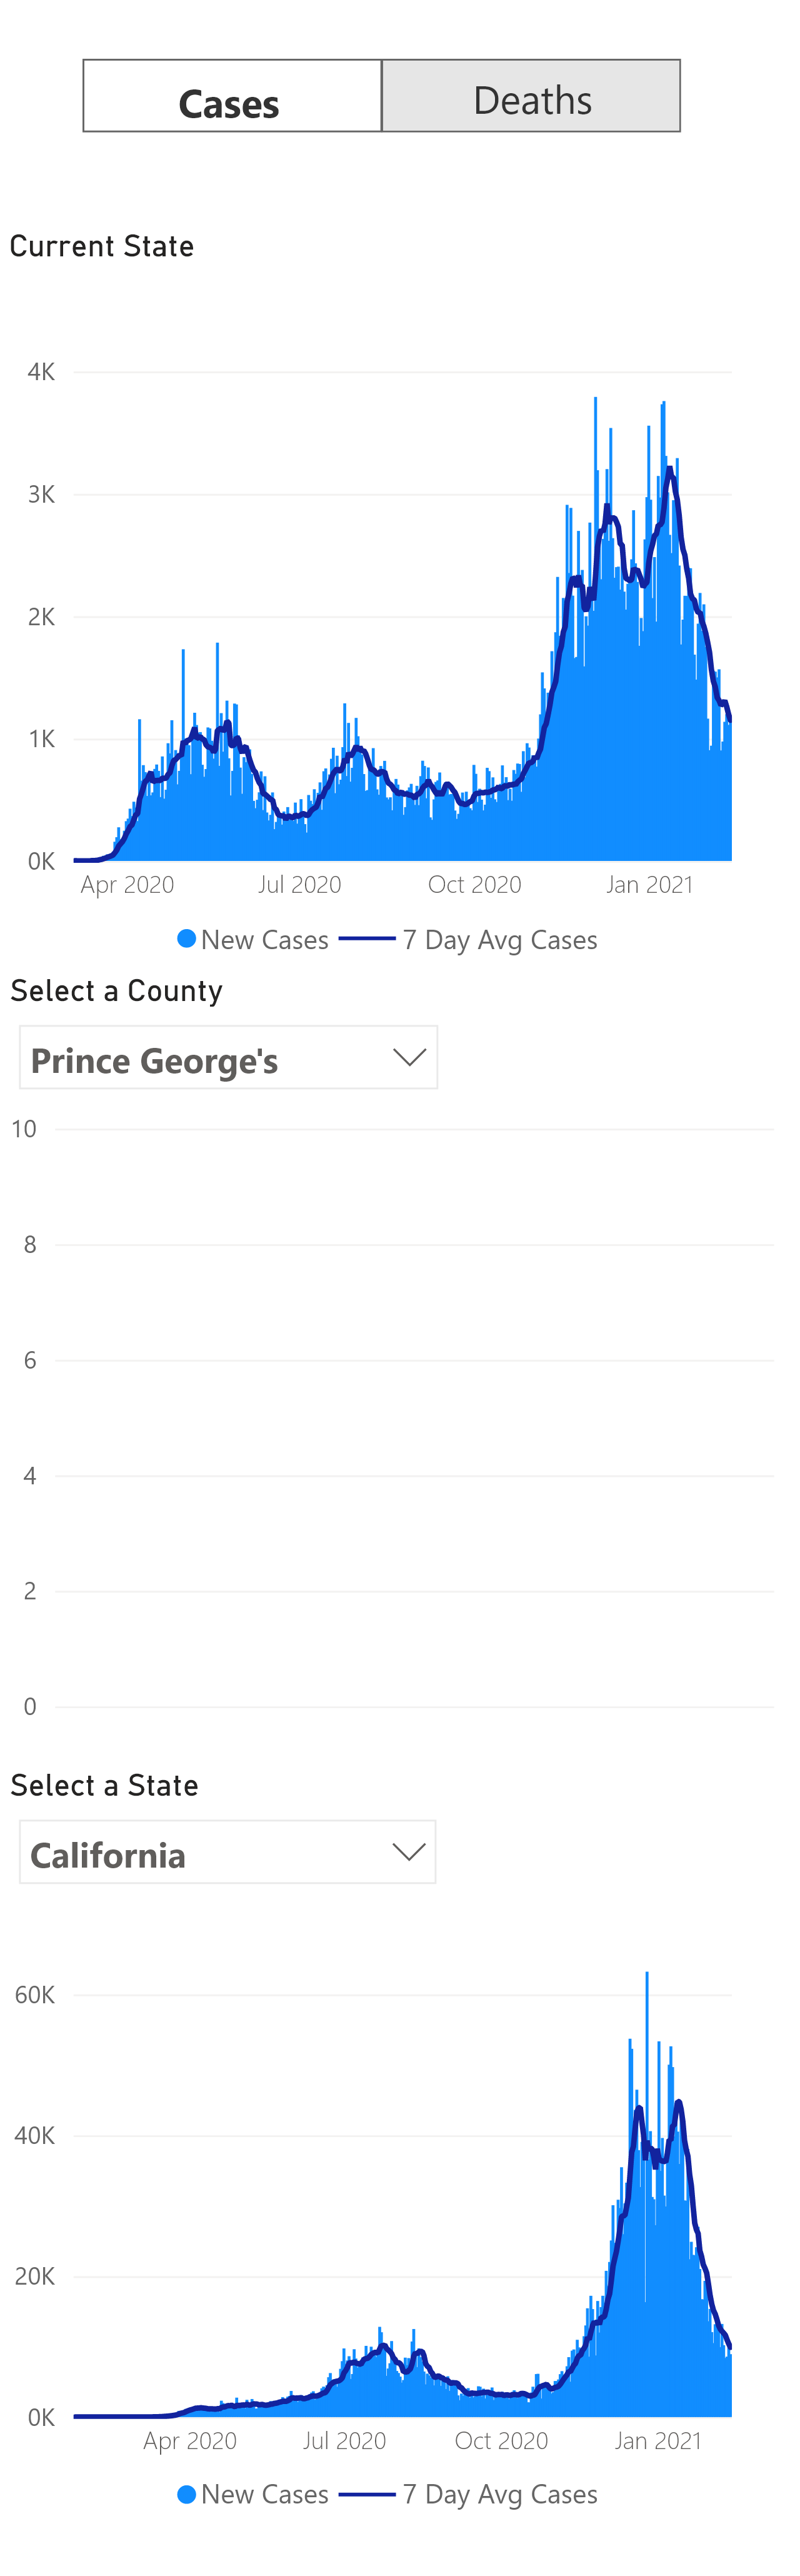 Cases Deaths
Current State
4K
3K
2K
1K
0K
Apr 2020 Jul 2020 Oct 2020 Jan 2021
New Cases 7 Day Avg Cases
Select a County
Prince George's
10
8
6
4
2
0
Select a State
California
60K
40K
20K
0K
Apr 2020 Jul 2020 Oct 2020 Jan 2021
New Cases 7 Day Avg Cases